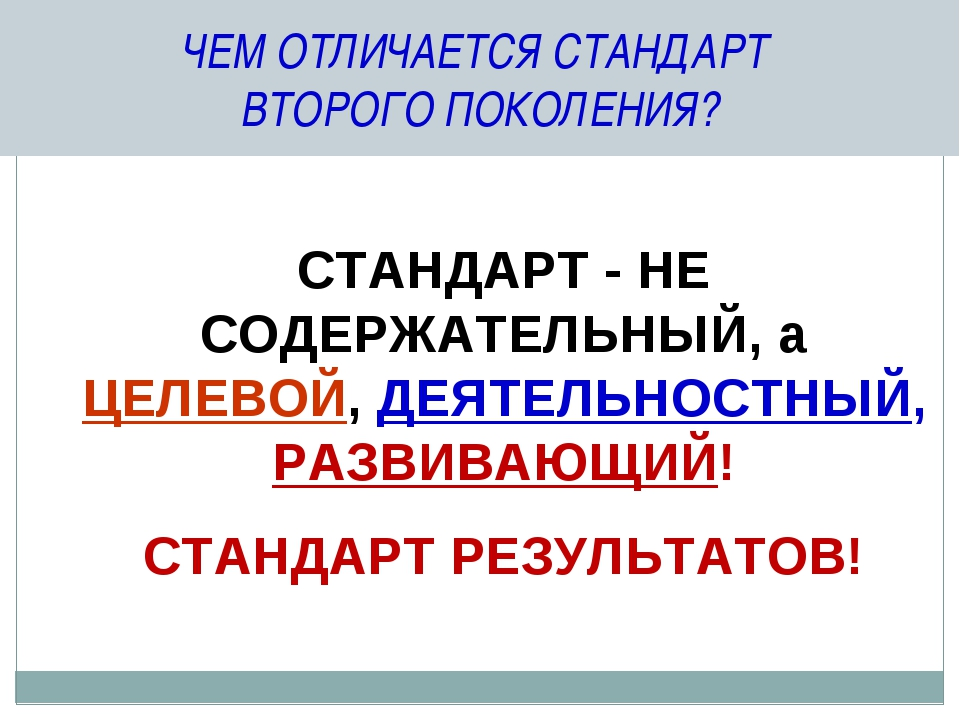 ЧЕМ ОТЛИЧАЕТСЯ СТАНДАРТ
ВТОРОГО ПОКОЛЕНИЯ?
СТАНДАРТ - НЕ
СОДЕРЖАТЕЛЬНЫЙ, а
ЦЕЛЕВОЙ, ДЕЯТЕЛЬНОСТНЫЙ,
РАЗВИВАЮЩИЙ!
СТАНДАРТ РЕЗУЛЬТАТОВ!